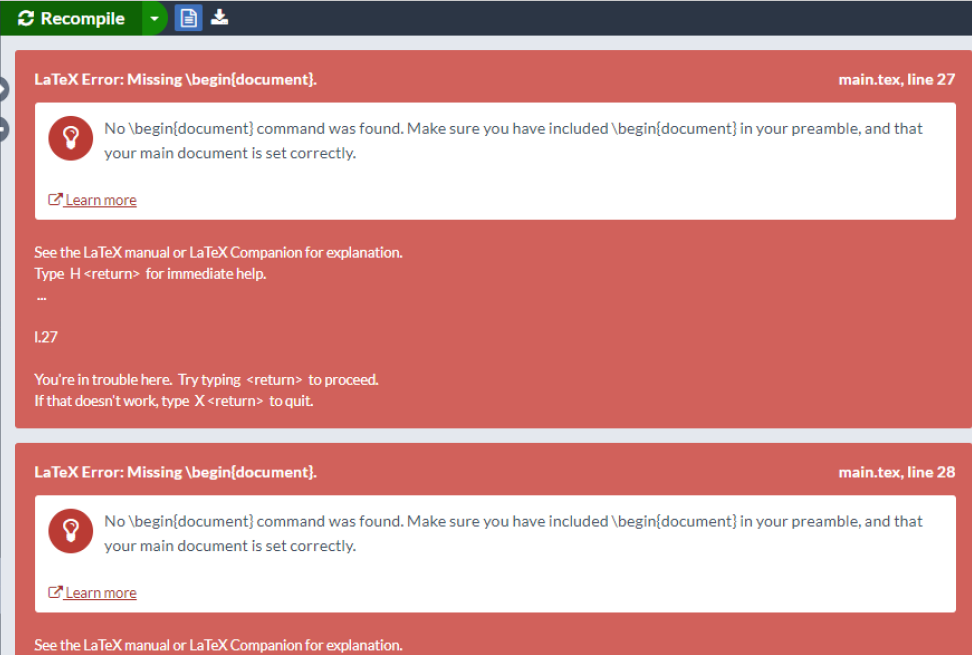 Recompile
LaTeX Error: Missing \begin{document}.
main.tex, line 27
No \begin{document} command was found. Make sure you have included \begin{document} in your preamble, and that
your main document is set correctly.
Learn more
See the LaTeX manual or LaTeX Companion for explanation.
Type H <return> for immediate help.
...
l.27
You're in trouble here. Try typing <return> to proceed.
If that doesn't work, type X <return> to quit.
LaTeX Error: Missing \begin{document}.
main.tex, line 28
No \begin{document} command was found. Make sure you have included \begin{document} in your preamble, and that
your main document is set correctly.
Learn more
See the LaTeX manual or LaTeX Companion for explanation.